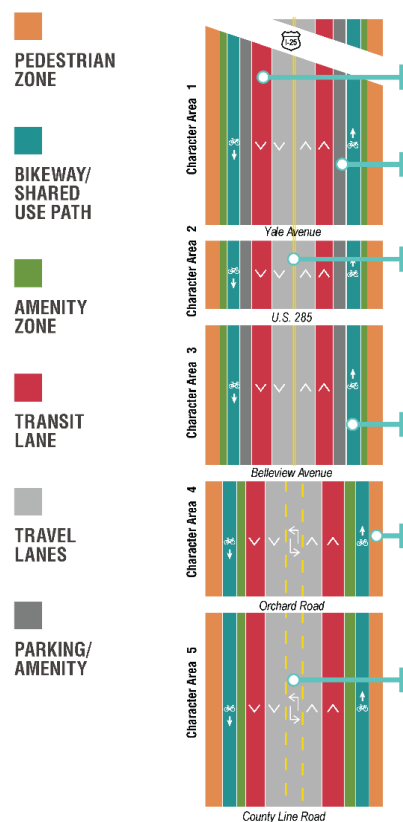 PEDESTRIAN
ZONE
BIKEWAY/
SHARED
USE PATH
AMENITY
ZONE
TRANSIT
LANE
TRAVEL
LANES
PARKING/
AMENITY
I-25
Character Area 1
Yale Avenue
Character Area 2
U.S. 285
Character Area 3
Belleview Avenue
Character Area 4
Orchard Road
Character Area 5
County Line Road